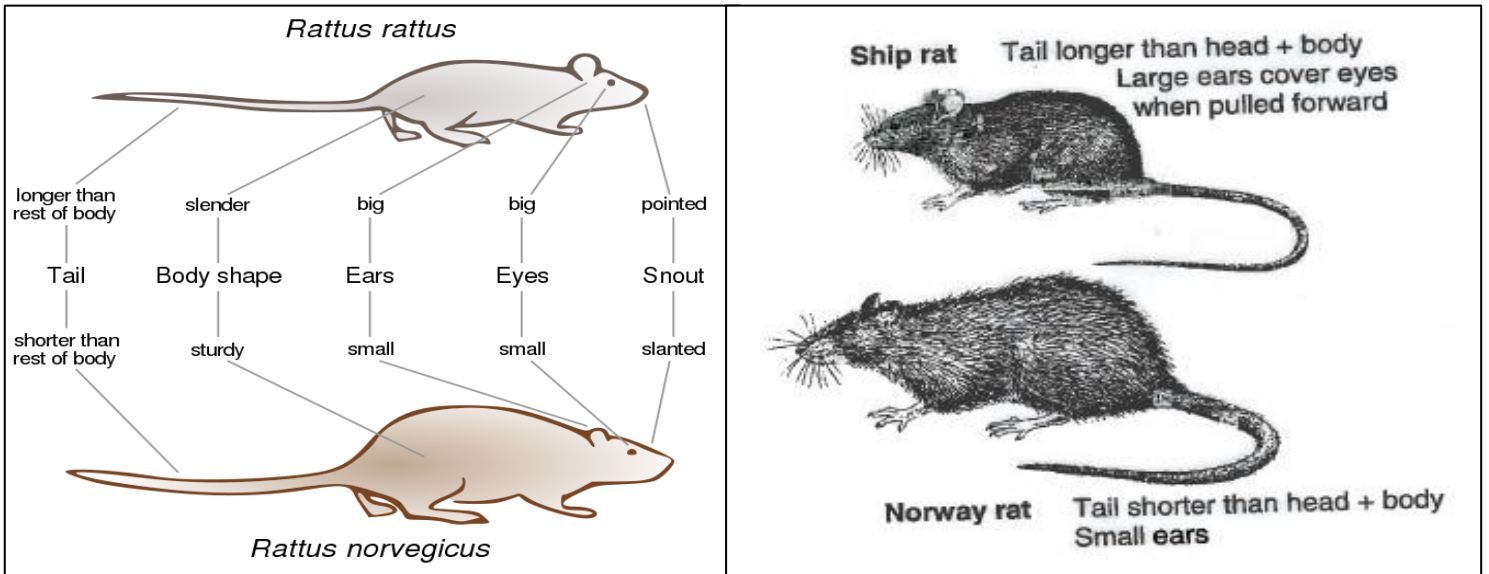 Rattus rattus
longer than
rest of body
slender
big
big
pointed
Tail
Body shape
Ears
Eyes
Snout
shorter than
rest of body
sturdy
small
small
slanted
Rattus norvegicus
Ship rat Tail longer than head + body
Large ears cover eyes
when pulled forward
Norway rat Tail shorter than head + body
Small ears